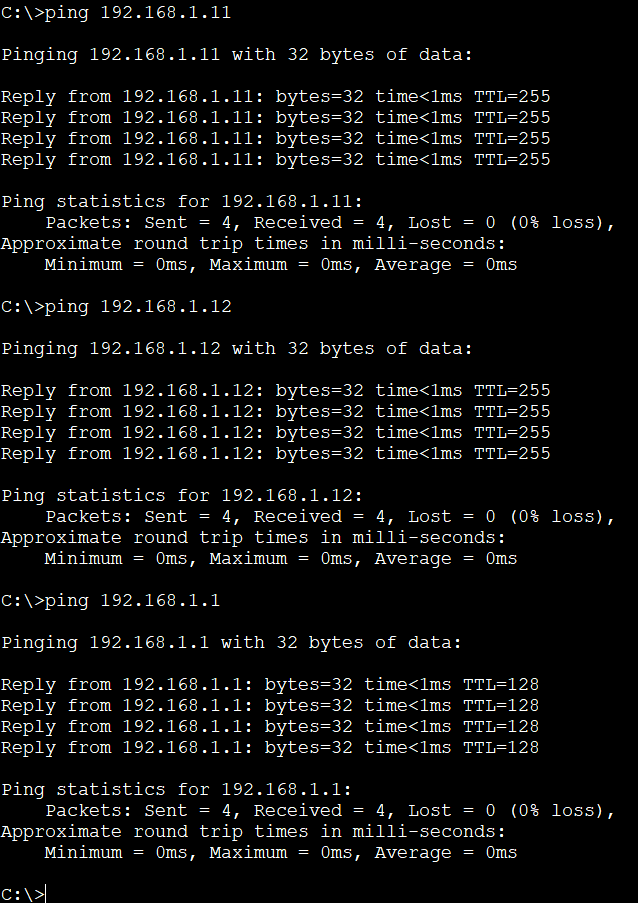 C:\>ping 192.168.1.11
Pinging 192.168.1.11 with 32 bytes of data:
Reply from 192.168.1.11: bytes=32 time<1ms TTL=255
Reply from 192.168.1.11: bytes=32 time<1ms TTL=255
Reply from 192.168.1.11: bytes=32 time<1ms TTL=255
Reply from 192.168.1.11: bytes=32 time<1ms TTL=255
Ping statistics for 192.168.1.11:
    Packets: Sent = 4, Received = 4, Lost = 0 (0% loss),
Approximate round trip times in milli-seconds:
    Minimum = 0ms, Maximum = 0ms, Average = 0ms
C:\>ping 192.168.1.12
Pinging 192.168.1.12 with 32 bytes of data:
Reply from 192.168.1.12: bytes=32 time<1ms TTL=255
Reply from 192.168.1.12: bytes=32 time<1ms TTL=255
Reply from 192.168.1.12: bytes=32 time<1ms TTL=255
Reply from 192.168.1.12: bytes=32 time<1ms TTL=255
Ping statistics for 192.168.1.12:
    Packets: Sent = 4, Received = 4, Lost = 0 (0% loss),
Approximate round trip times in milli-seconds:
    Minimum = 0ms, Maximum = 0ms, Average = 0ms
C:\>ping 192.168.1.1
Pinging 192.168.1.1 with 32 bytes of data:
Reply from 192.168.1.1: bytes=32 time<1ms TTL=128
Reply from 192.168.1.1: bytes=32 time<1ms TTL=128
Reply from 192.168.1.1: bytes=32 time<1ms TTL=128
Reply from 192.168.1.1: bytes=32 time<1ms TTL=128
Ping statistics for 192.168.1.1:
    Packets: Sent = 4, Received = 4, Lost = 0 (0% loss),
Approximate round trip times in milli-seconds:
    Minimum = 0ms, Maximum = 0ms, Average = 0ms
C:\>